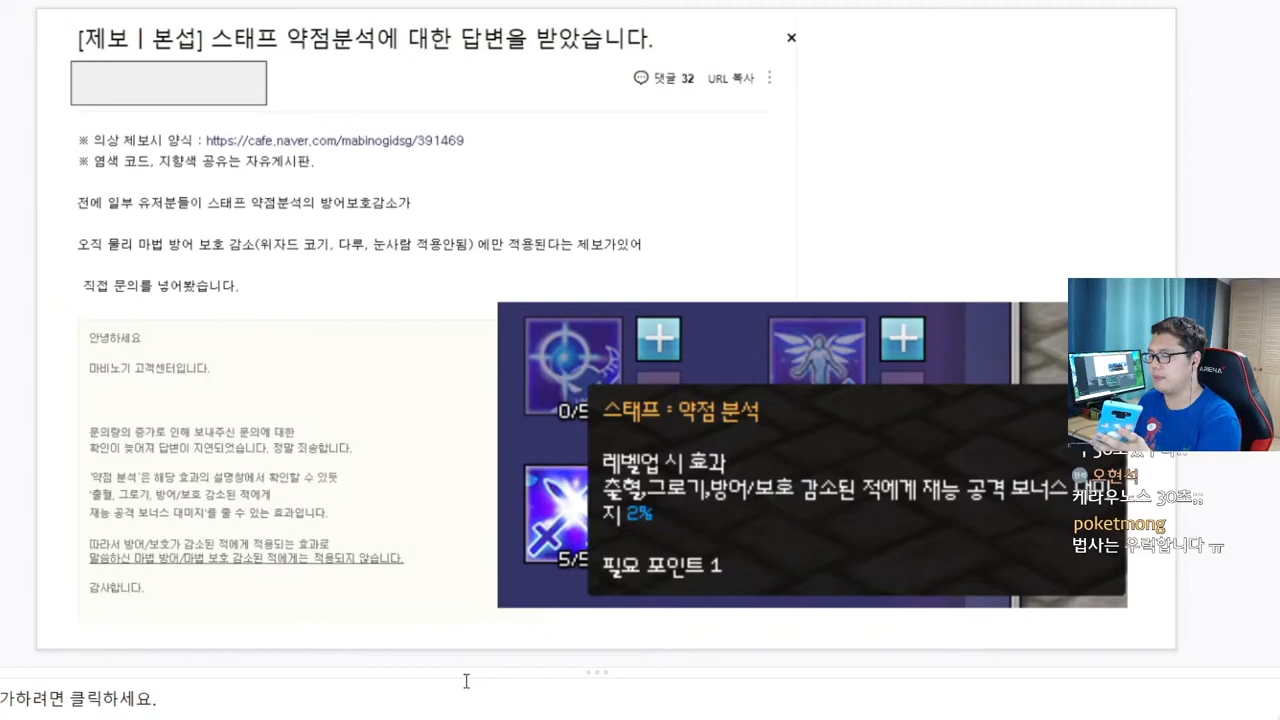 [제보ㅣ본섭] 스태프 약점분석에 대한 답변을 받았습니다.
댓글 32 URL 복사
※ 의상 제보시 양식 : https://cafe.naver.com/mabinogidsg/391469
※ 염색 코드, 지향색 공유는 자유게시판.
전에 일부 유저분들이 스태프 약점분석의 방어보호감소가
오직 물리 마법 방어 보호 감소(위자드 코기, 다루, 눈사람 적용안됨) 에만 적용된다는 제보가있어
직접 문의를 넣어봤습니다.
안녕하세요
마비노기 고객센터입니다.
문의량의 증가로 인해 보내주신 문의에 대한
확인이 늦어져 답변이 지연되었습니다. 정말 죄송합니다.
'약점 분석'은 해당 효과의 설명창에서 확인할 수 있듯
'출혈, 그로기, 방어/보호 감소된 적에게
재능 공격 보너스 대미지'를 줄 수 있는 효과입니다.
따라서 방어/보호가 감소된 적에게 적용되는 효과로
말씀하신 마법 방어/마법 보호 감소된 적에게는 적용되지 않습니다.
감사합니다.
0/5
5/5
스태프 : 약점 분석
레벨업 시 효과
출혈,그로기,방어/보호 감소된 적에게 재능 공격 보너스 대미
지 2%
필요 포인트 1
ARENA
오현석
케라우노스 30초;;
poketmong
법사는 우럭합니다 ㅠ
가하려면 클릭하세요.